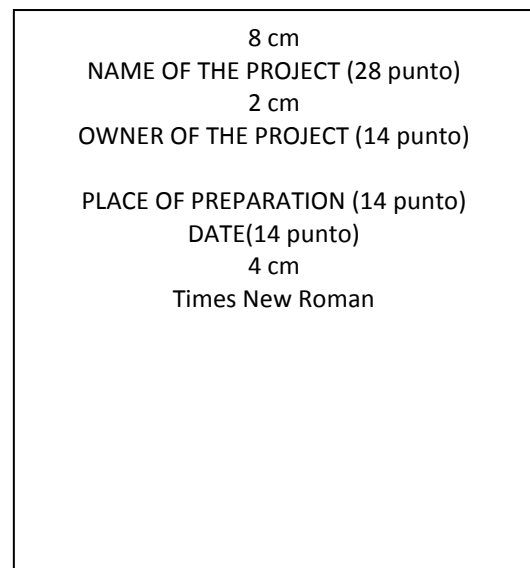 8 cm
NAME OF THE PROJECT (28 punto)
2 cm
OWNER OF THE PROJECT (14 punto)
PLACE OF PREPARATION (14 punto)
DATE(14 punto)
4 cm
Times New Roman